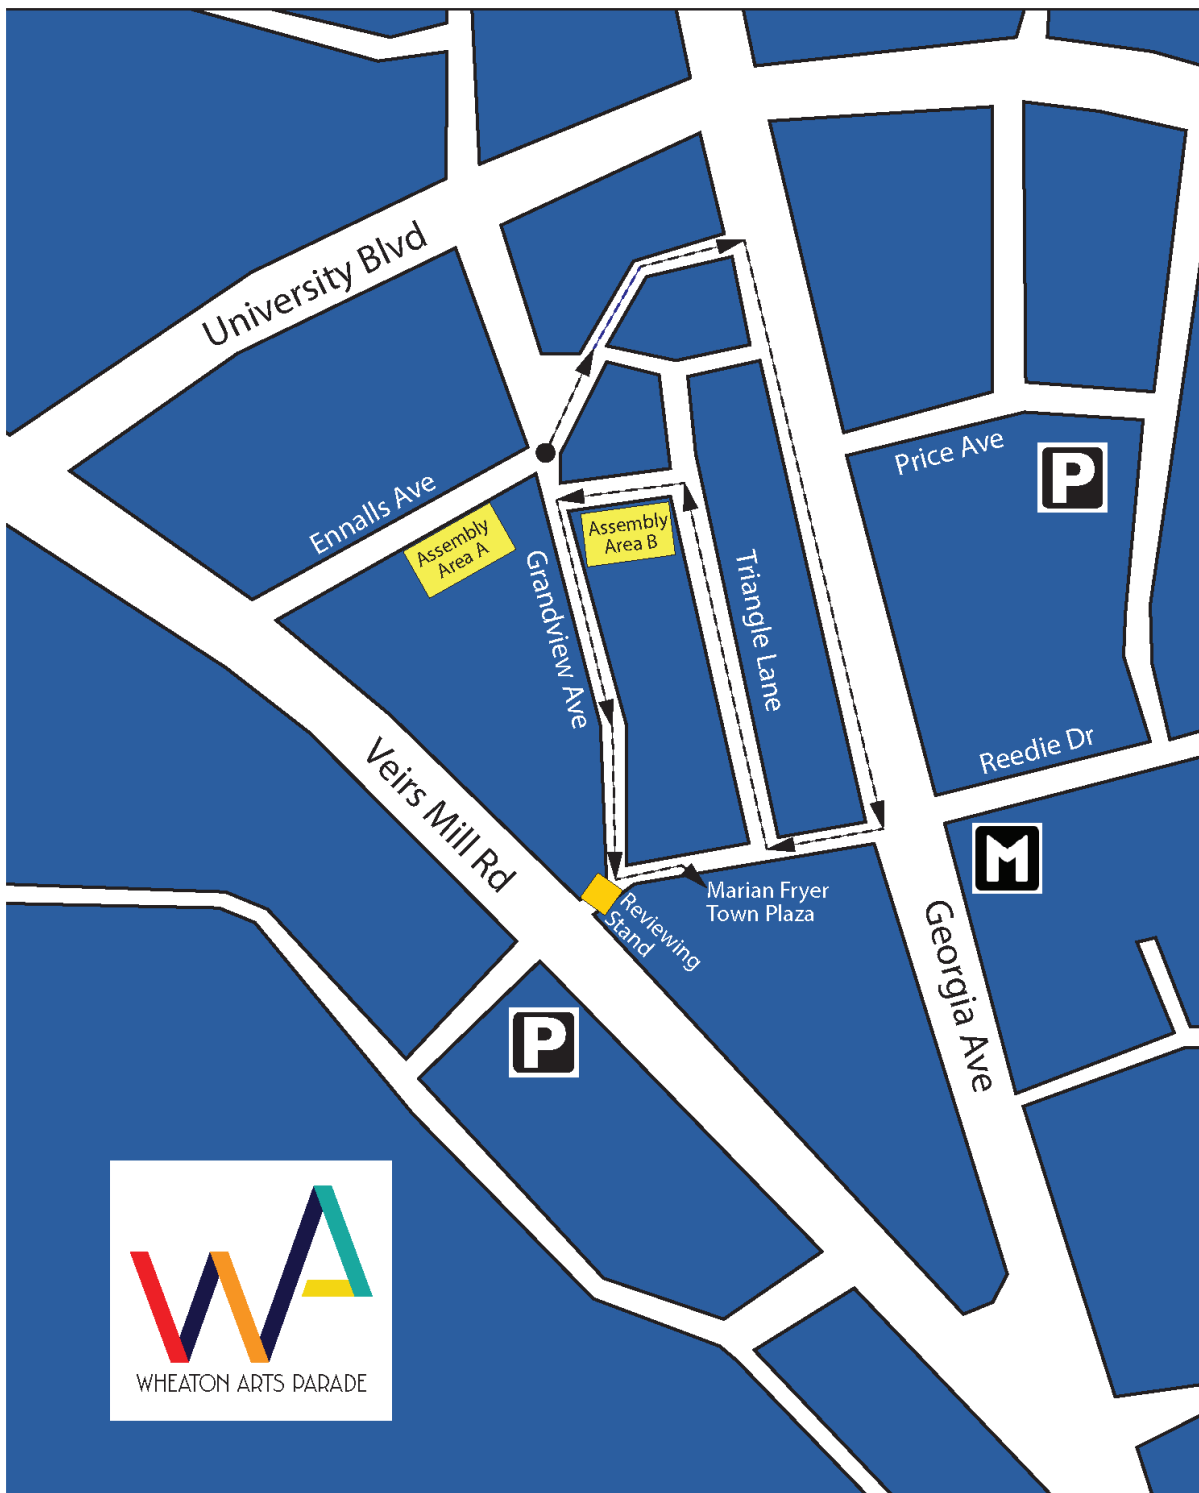 University Blvd
Ennalls Ave
Assembly
Area A
Assembly
Area B
Grandview Ave
Triangle Lane
Price Ave
P
Reedie Dr
M
Veirs Mill Rd
Marian Fryer
Town Plaza
Reviewing
Stand
Georgia Ave
P
WA
WHEATON ARTS PARADE